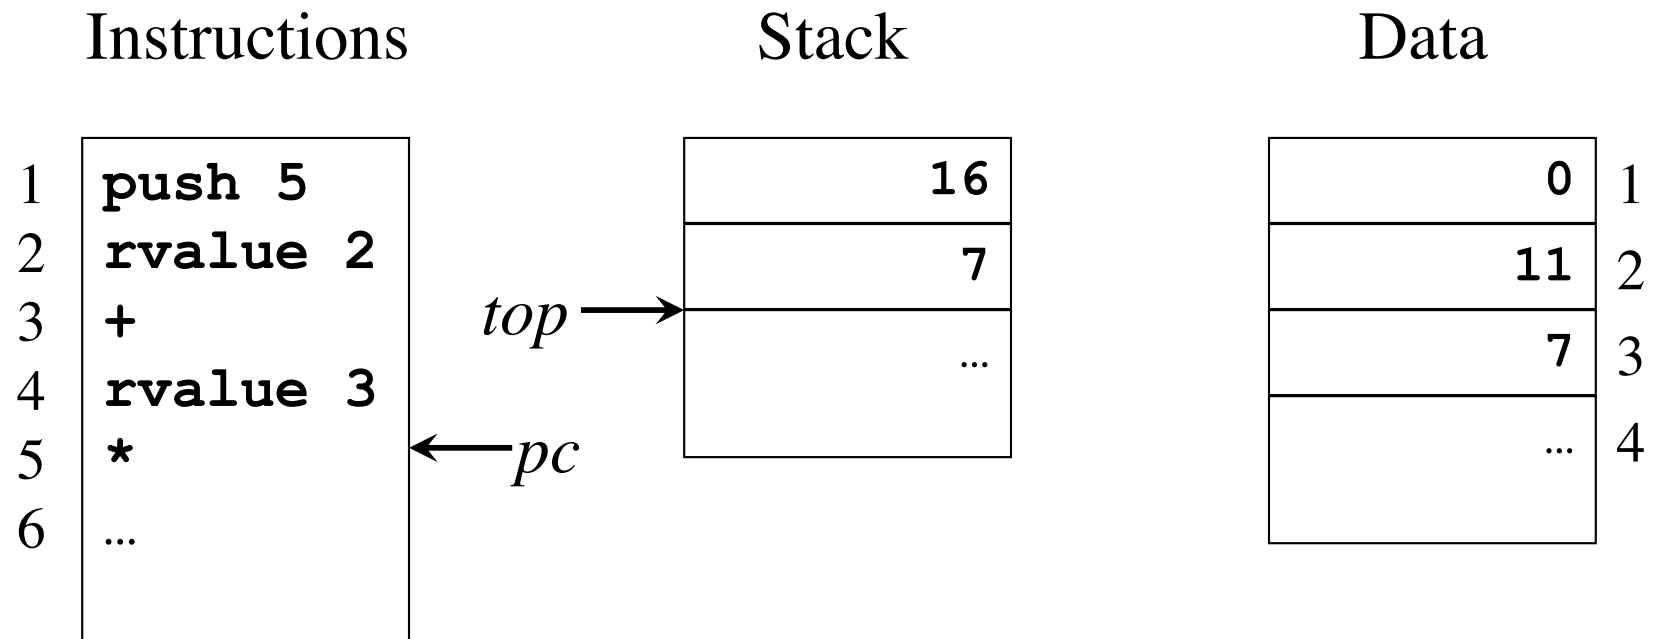 Instructions Stack Data
1 push 5 16 0 1
2 rvalue 2 7 11 2
3 + top 7 3
4 rvalue 3 ...
5 * pc ... 4
6 ...